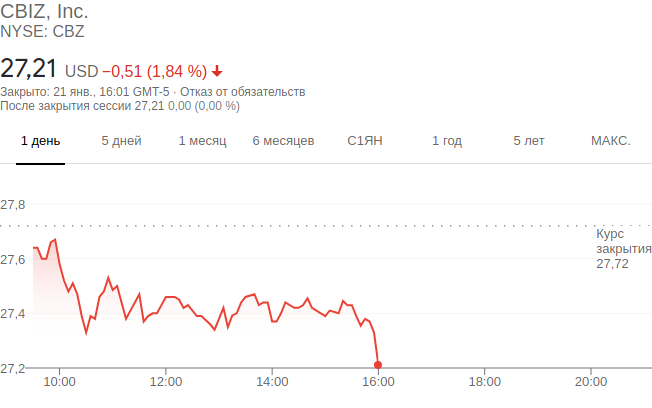 CBIZ, Inc.
NYSE: CBZ
27,21 USD −0,51 (1,84 %)
Закрыто: 21 янв., 16:01 GMT-5 · Отказ от обязательств
После закрытия сессии 27,21 0,00 (0,00 %)
1 день 5 дней 1 месяц 6 месяцев С1ЯН 1 год 5 лет МАКС.
27,8
Курс
закрытия
27,72
27,6
27,4
27,2
10:00 12:00 14:00 16:00 18:00 20:00